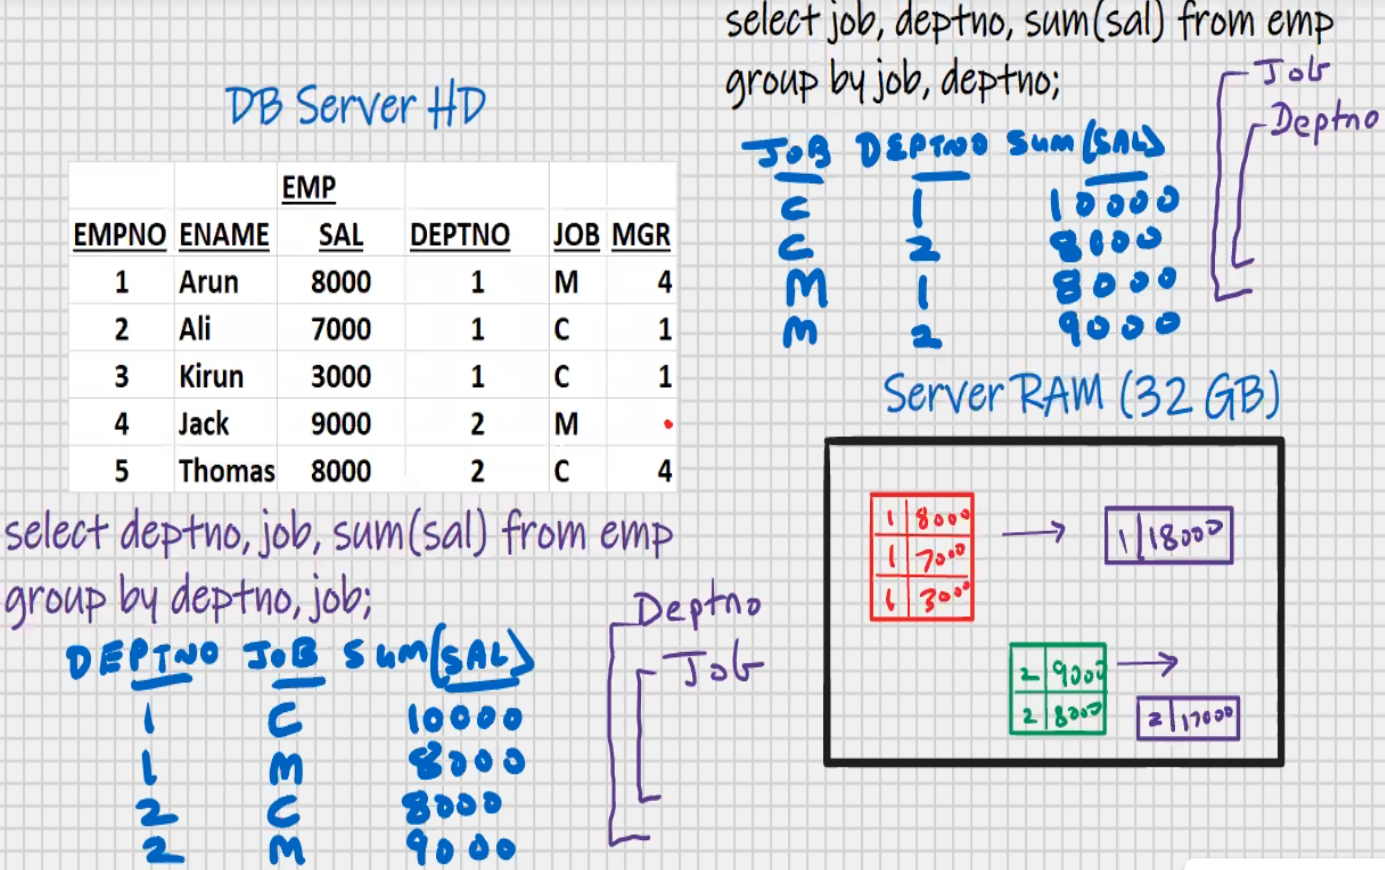 DB Server HD
EMP
EMPNO ENAME SAL DEPTNO JOB MGR
1 Arun 8000 1 M 4
2 Ali 7000 1 C 1
3 Kirun 3000 1 C 1
4 Jack 9000 2 M
5 Thomas 8000 2 C 4
select deptno, job, sum(sal) from emp
group by deptno, job;
DEPTNO JOB SUM(SAL)
1 C 10000
1 M 8000
2 C 8000
2 M 9000
Deptno
Job
select job, deptno, sum(sal) from emp
group by job, deptno;
Job
Deptno
JOB DEPTNO SUM(SAL)
C 1 10000
C 2 8000
M 1 8000
M 2 9000
Server RAM (32 GB)
1 8000
1 7000
1 3000
1 18000
2 9000
2 8000
2 17000